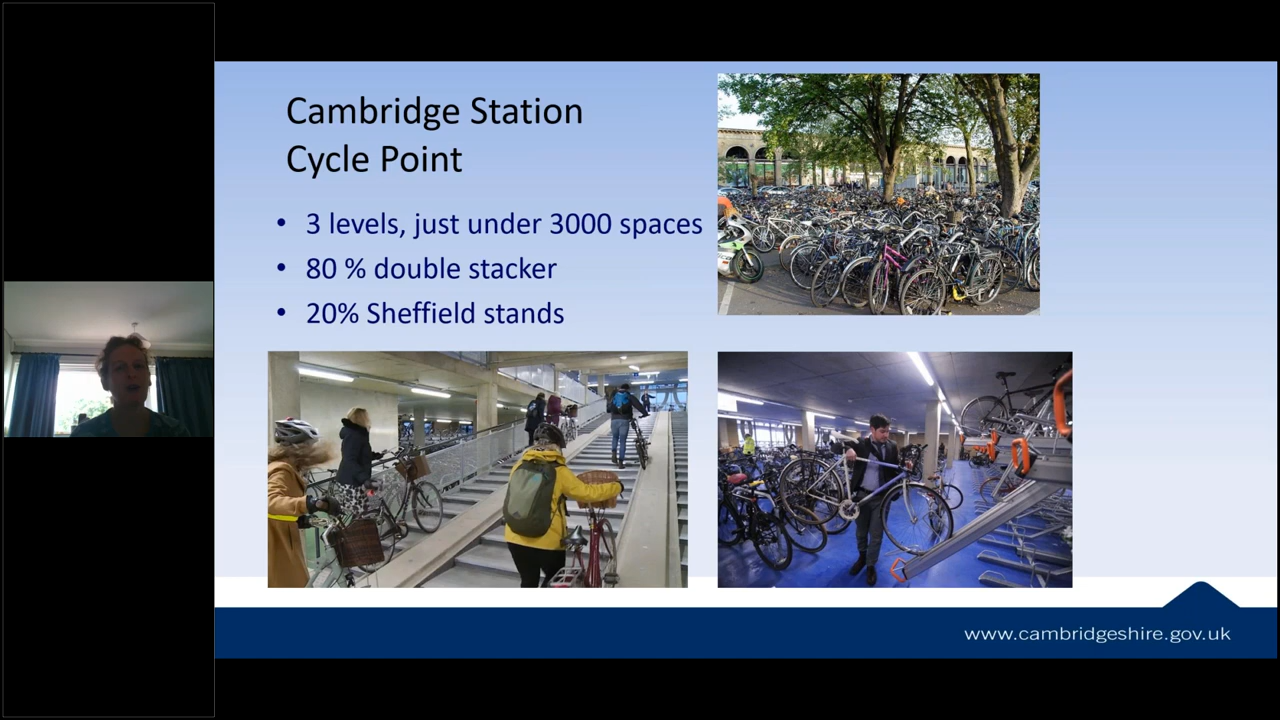 Cambridge Station
Cycle Point
• 3 levels, just under 3000 spaces
• 80 % double stacker
• 20% Sheffield stands
www.cambridgeshire.gov.uk